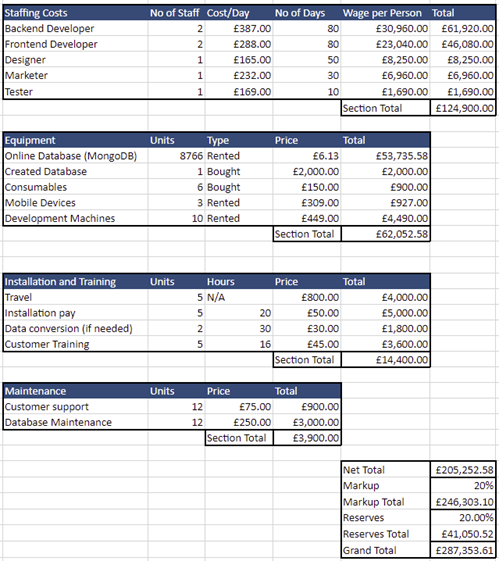 Staffing Costs No of Staff Cost/Day No of Days Wage per Person Total
Backend Developer 2 £387.00 80 £30,960.00 £61,920.00
Frontend Developer 2 £288.00 80 £23,040.00 £46,080.00
Designer 1 £165.00 50 £8,250.00 £8,250.00
Marketer 1 £232.00 30 £6,960.00 £6,960.00
Tester 1 £169.00 10 £1,690.00 £1,690.00
Section Total £124,900.00
Equipment Units Type Price Total
Online Database (MongoDB) 8766 Rented £6.13 £53,735.58
Created Database 1 Bought £2,000.00 £2,000.00
Consumables 6 Bought £150.00 £900.00
Mobile Devices 3 Rented £309.00 £927.00
Development Machines 10 Rented £449.00 £4,490.00
Section Total £62,052.58
Installation and Training Units Hours Price Total
Travel 5 N/A £800.00 £4,000.00
Installation pay 5 20 £50.00 £5,000.00
Data conversion (if needed) 2 30 £30.00 £1,800.00
Customer Training 5 16 £45.00 £3,600.00
Section Total £14,400.00
Maintenance Units Price Total
Customer support 12 £75.00 £900.00
Database Maintenance 12 £250.00 £3,000.00
Section Total £3,900.00
Net Total £205,252.58
Markup 20%
Markup Total £246,303.10
Reserves 20.00%
Reserves Total £41,050.52
Grand Total £287,353.61